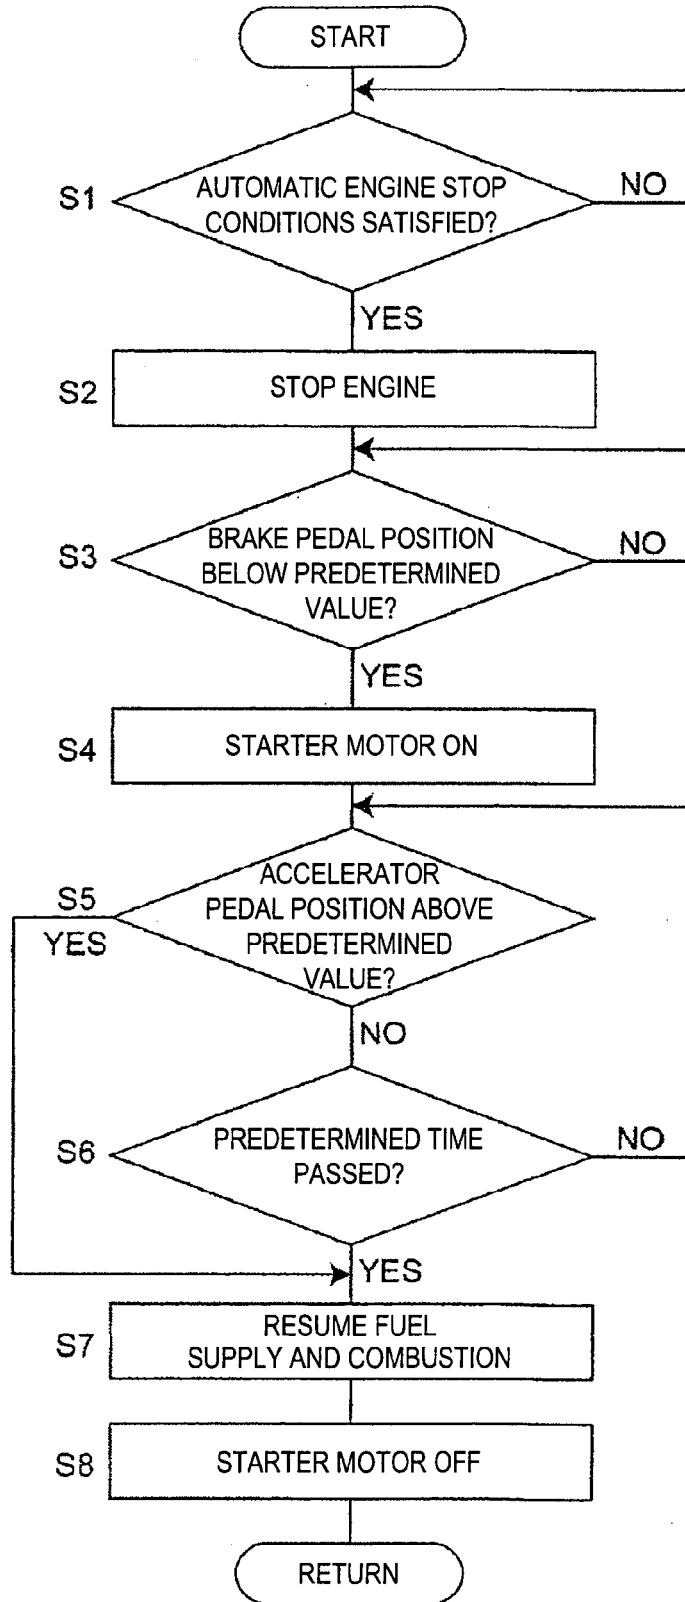 START
S1
AUTOMATIC ENGINE STOP
CONDITIONS SATISFIED?
NO
YES
S2
STOP ENGINE
S3
BRAKE PEDAL POSITION
BELOW PREDETERMINED
VALUE?
NO
YES
S4
STARTER MOTOR ON
S5
YES
ACCELERATOR
PEDAL POSITION ABOVE
PREDETERMINED
VALUE?
NO
S6
PREDETERMINED TIME
PASSED?
NO
YES
S7
RESUME FUEL
SUPPLY AND COMBUSTION
S8
STARTER MOTOR OFF
RETURN